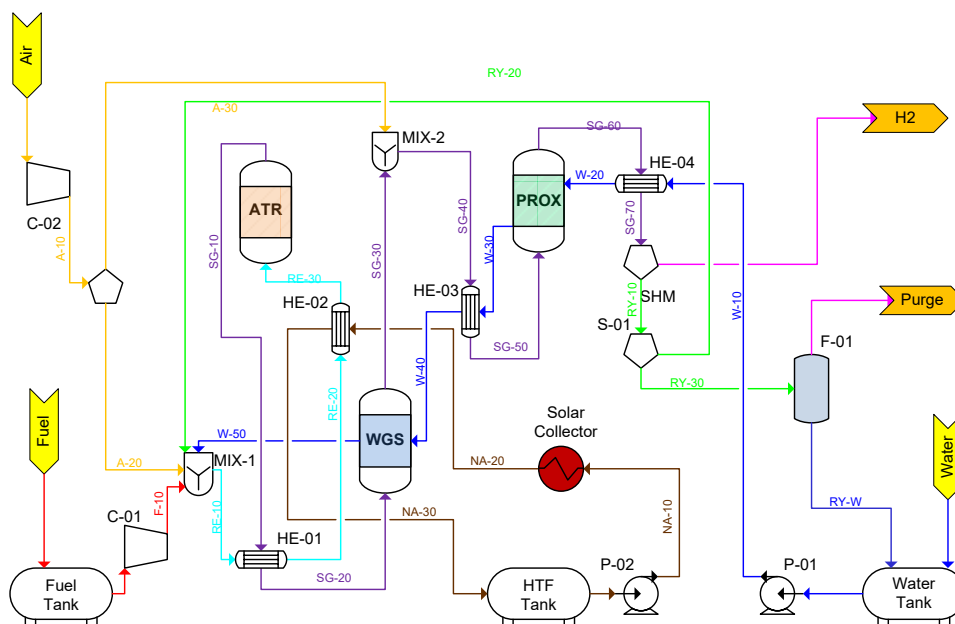 Air
RY-20
A-30
H2
MIX-2
SG-60
HE-04
C-02
ATR
PROX
W-20
SG-10
SG-40
SG-70
A-10
SG-30
W-30
RE-30
HE-02
HE-03
RY-10
SHM
W-10
Purge
S-01
F-01
SG-50
W-40
RY-30
RE-20
Fuel
WGS
Solar
Collector
Water
W-50
MIX-1
A-20
NA-20
F-10
RE-10
NA-30
NA-10
RY-W
C-01
HE-01
SG-20
P-02
P-01
Fuel
Tank
HTF
Tank
Water
Tank